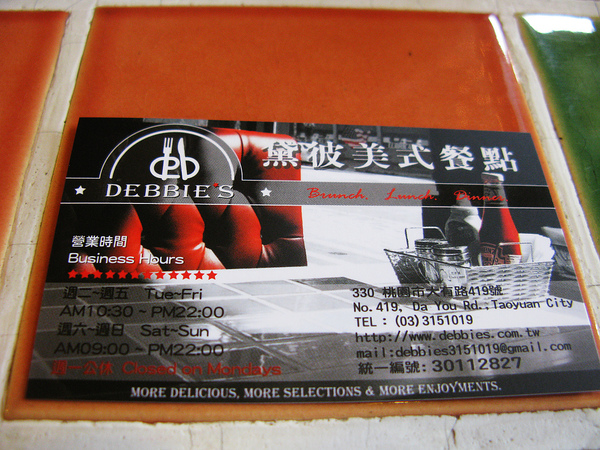 黛彼美式餐點
DEBBIE'S
Brunch. Lunch. Dinner.
營業時間
Business Hours
週二~週五 Tue~Fri
AM10:30 ~ PM22:00
週六~週日 Sat~Sun
AM09:00 ~ PM22:00
週一公休 Closed on Mondays
330 桃園市大有路419號
No.419, Da You Rd.,Taoyuan City
TEL : (03)3151019
http://www.debbies.com.tw
mail:debbies3151019@gmail.com
統一編號: 30112827
MORE DELICIOUS, MORE SELECTIONS & MORE ENJOYMENTS.